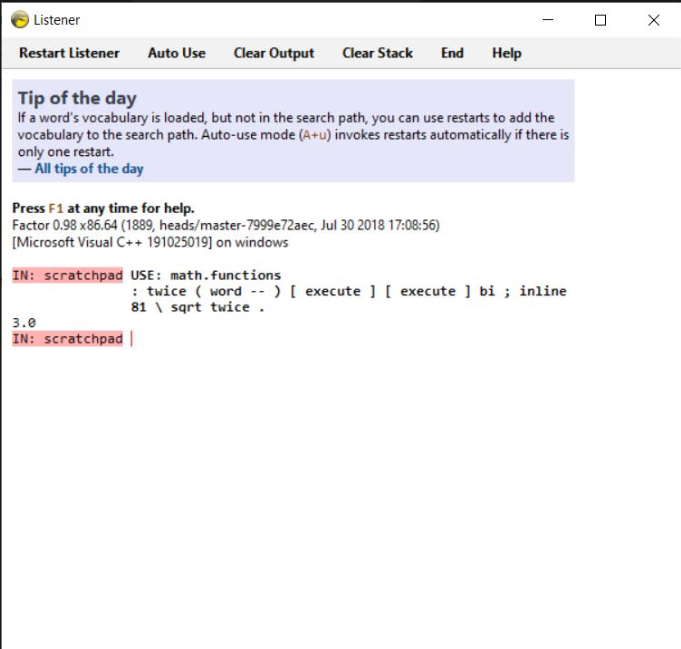 Listener
Restart Listener Auto Use Clear Output Clear Stack End Help
Tip of the day
If a word's vocabulary is loaded, but not in the search path, you can use restarts to add the
vocabulary to the search path. Auto-use mode (A+u) invokes restarts automatically if there is
only one restart.
— All tips of the day
Press F1 at any time for help.
Factor 0.98 x86.64 (1889, heads/master-7999e72aec, Jul 30 2018 17:08:56)
[Microsoft Visual C++ 191025019] on windows
IN: scratchpad USE: math.functions
: twice ( word -- ) [ execute ] [ execute ] bi ; inline
81 \ sqrt twice .
3.0
IN: scratchpad